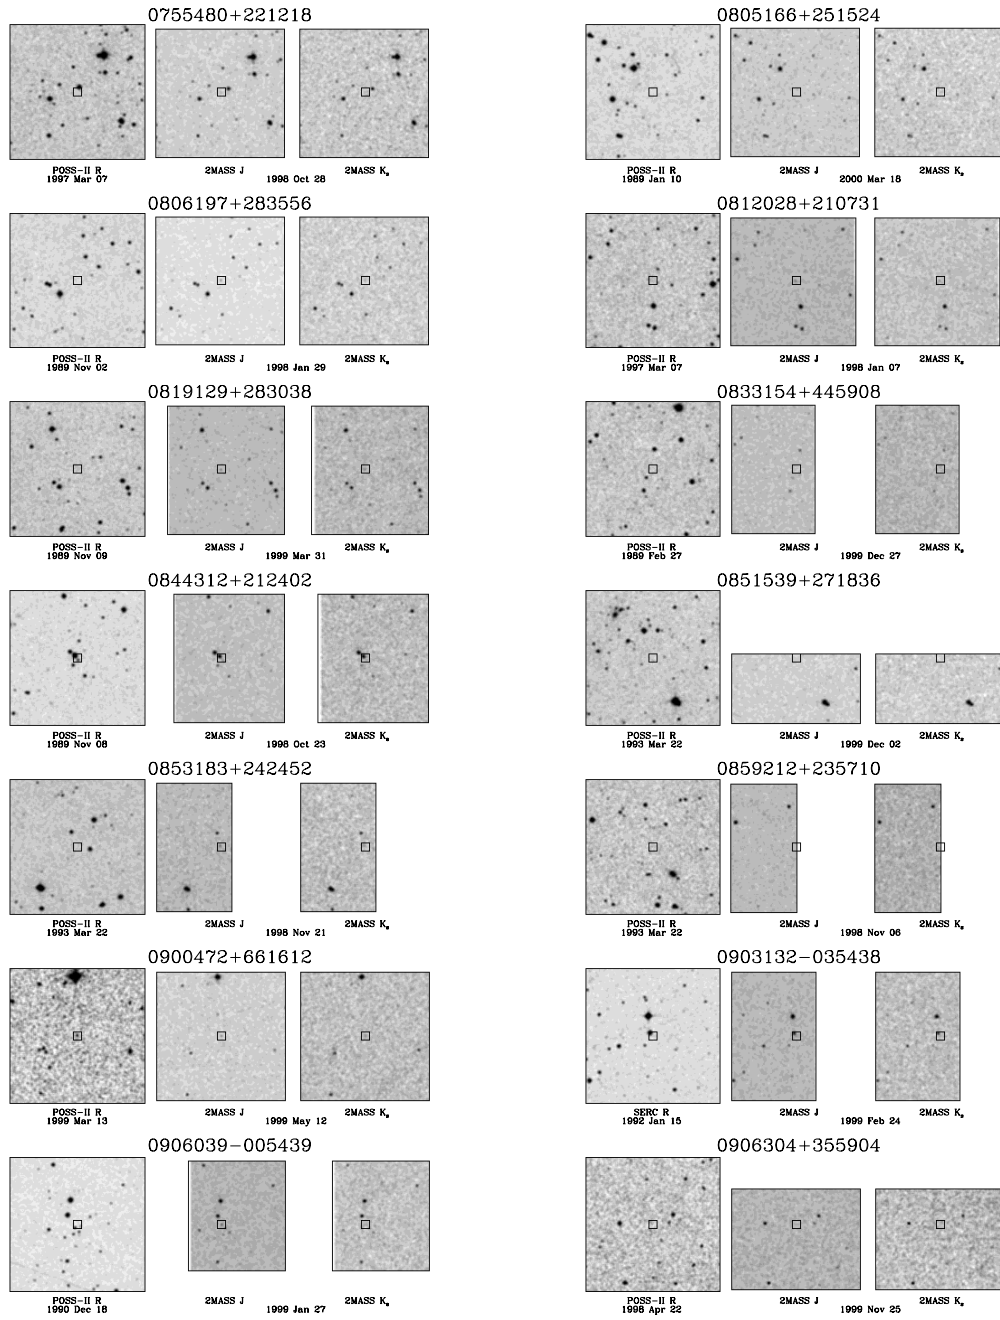 0755480+221218
POSS-II R
1997 Mar 07
2MASS J
1998 Oct 28
2MASS Ks
0805166+251524
POSS-II R
1989 Jan 10
2MASS J
2000 Mar 18
2MASS Ks
0806197+283556
POSS-II R
1989 Nov 02
2MASS J
1998 Jan 29
2MASS Ks
0812028+210731
POSS-II R
1997 Mar 07
2MASS J
1998 Jan 07
2MASS Ks
0819129+283038
POSS-II R
1989 Nov 09
2MASS J
1999 Mar 31
2MASS Ks
0833154+445908
POSS-II R
1989 Feb 27
2MASS J
1999 Dec 27
2MASS Ks
0844312+212402
POSS-II R
1989 Nov 08
2MASS J
1998 Oct 23
2MASS Ks
0851539+271836
POSS-II R
1993 Mar 22
2MASS J
1999 Dec 02
2MASS Ks
0853183+242452
POSS-II R
1993 Mar 22
2MASS J
1998 Nov 21
2MASS Ks
0859212+235710
POSS-II R
1993 Mar 22
2MASS J
1998 Nov 06
2MASS Ks
0900472+661612
POSS-II R
1999 Mar 13
2MASS J
1999 May 12
2MASS Ks
0903132-035438
SERC R
1992 Jan 15
2MASS J
1999 Feb 24
2MASS Ks
0906039-005439
POSS-II R
1990 Dec 18
2MASS J
1999 Jan 27
2MASS Ks
0906304+355904
POSS-II R
1998 Apr 22
2MASS J
1999 Nov 25
2MASS Ks